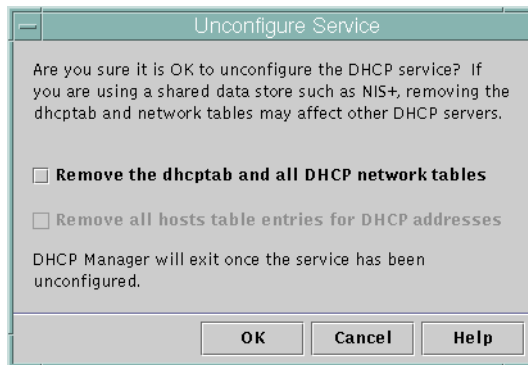 Unconfigure Service
Are you sure it is OK to unconfigure the DHCP service? If
you are using a shared data store such as NIS+, removing the
dhcptab and network tables may affect other DHCP servers.
Remove the dhcptab and all DHCP network tables
Remove all hosts table entries for DHCP addresses
DHCP Manager will exit once the service has been
unconfigured.
OK Cancel Help